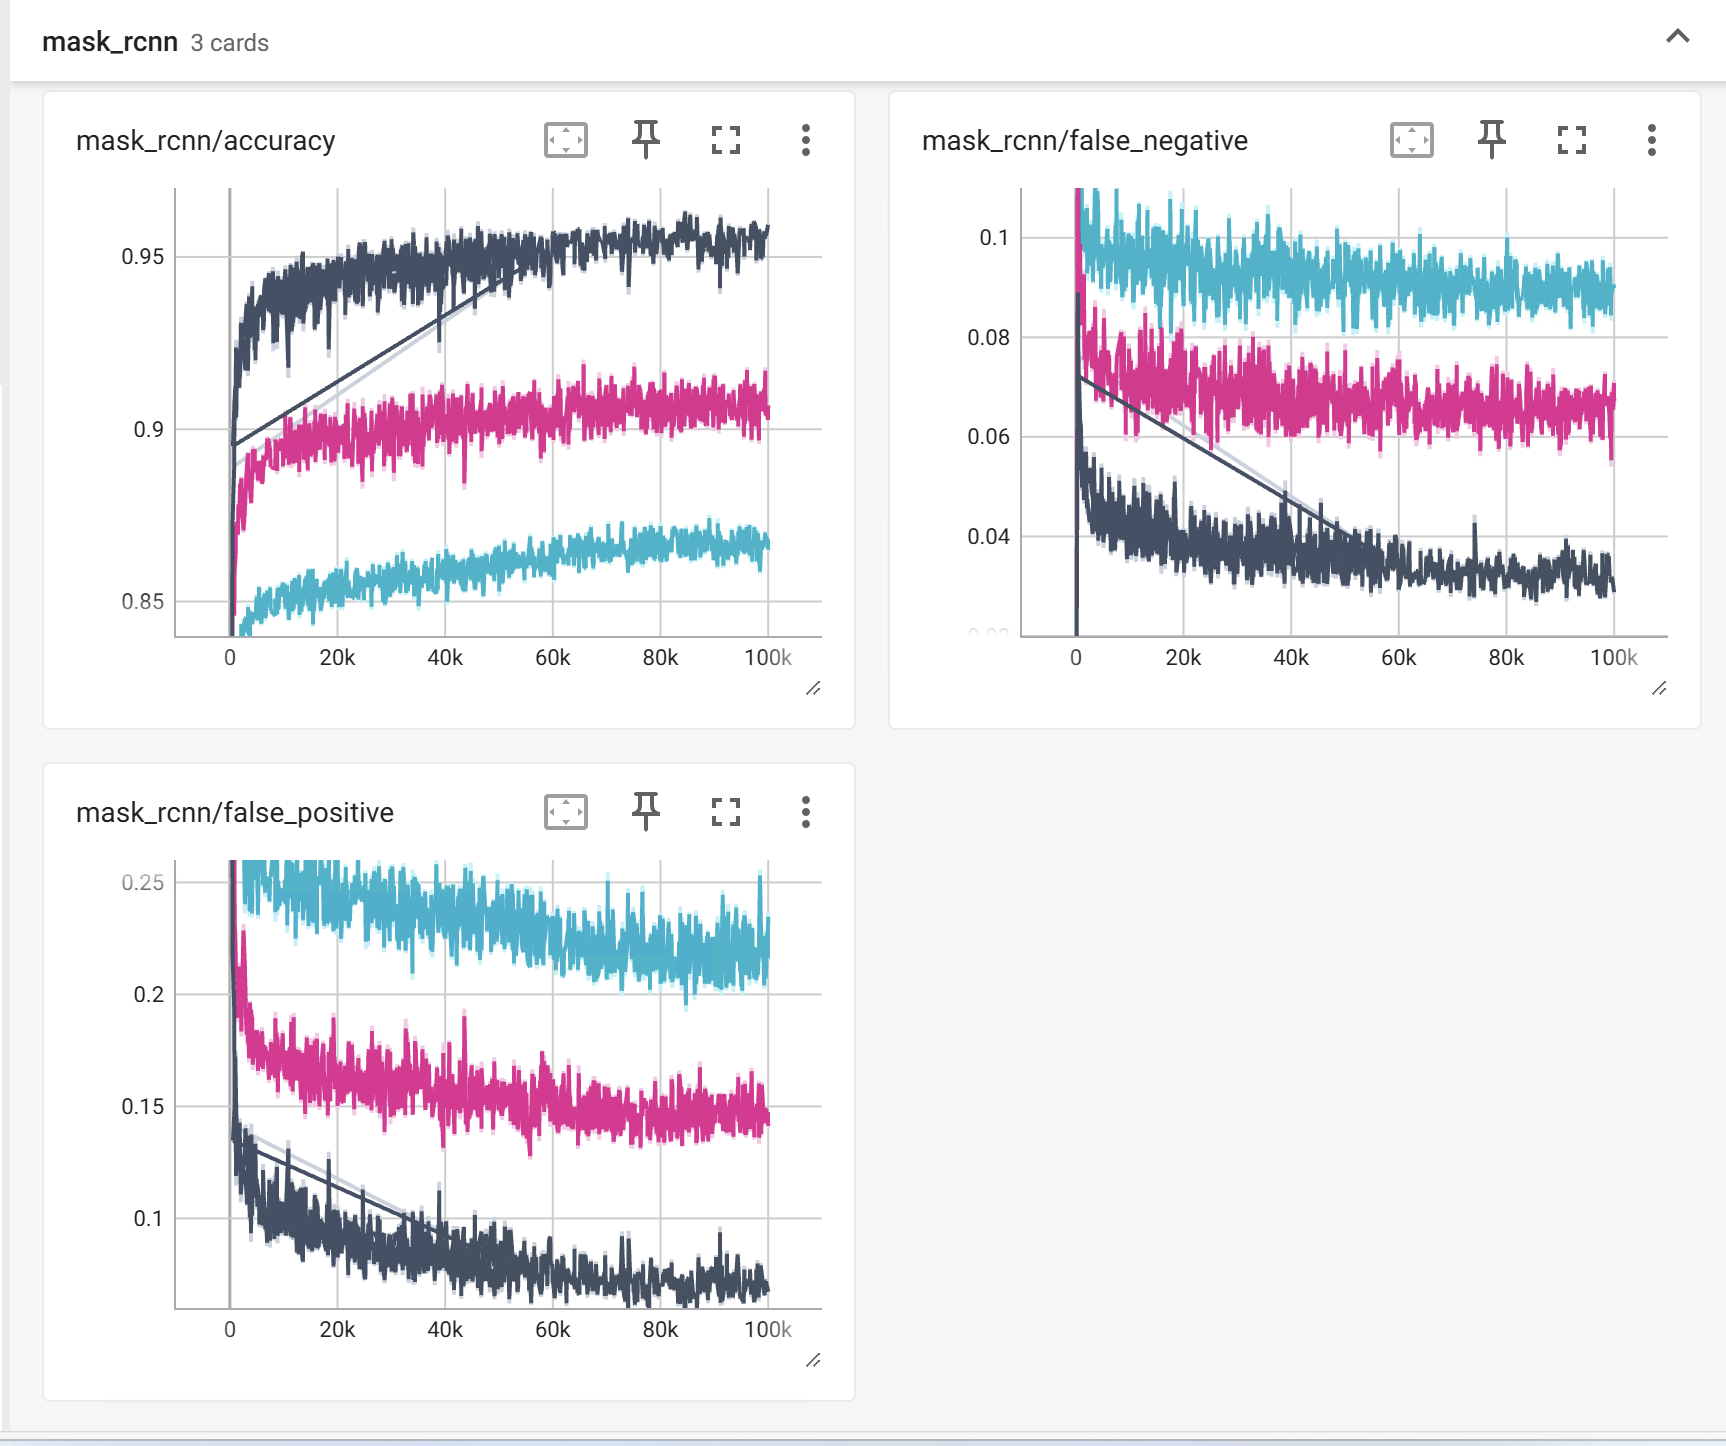 mask_rcnn 3 cards
mask_rcnn/accuracy
0.95
0.9
0.85
0 20k 40k 60k 80k 100k
mask_rcnn/false_negative
0.1
0.08
0.06
0.04
0 20k 40k 60k 80k 100k
mask_rcnn/false_positive
0.25
0.2
0.15
0.1
0 20k 40k 60k 80k 100k